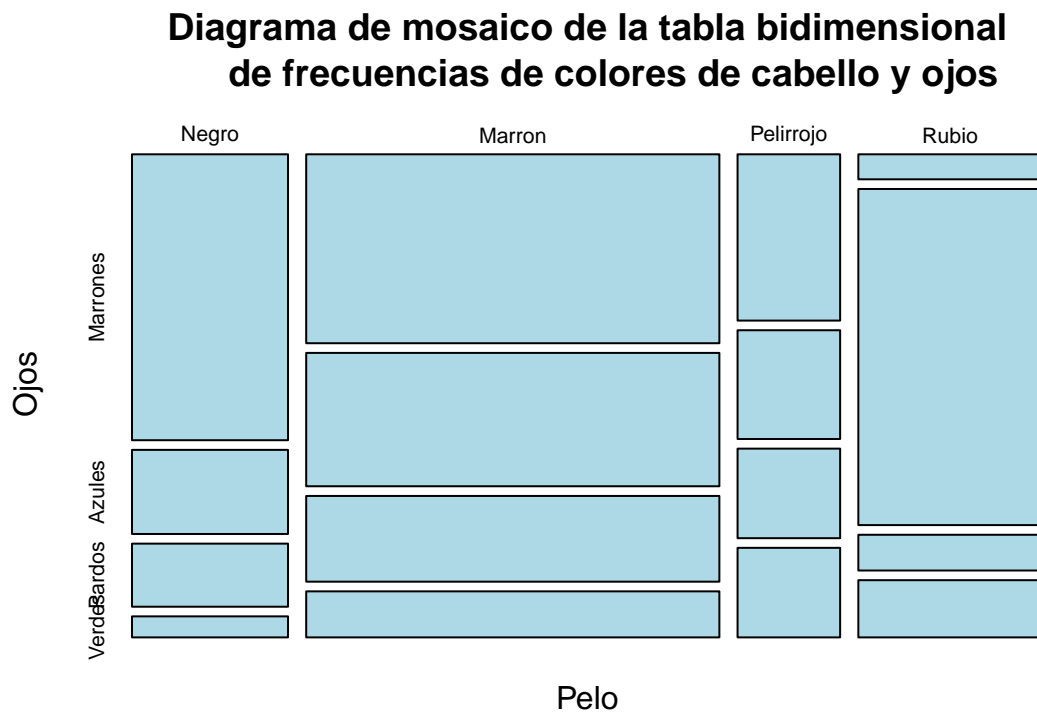 Diagrama de mosaico de la tabla bidimensional
de frecuencias de colores de cabello y ojos
Negro
Marron
Pelirrojo
Rubio
Ojos
Marrones
Azules
Pardos
Verdes
Pelo